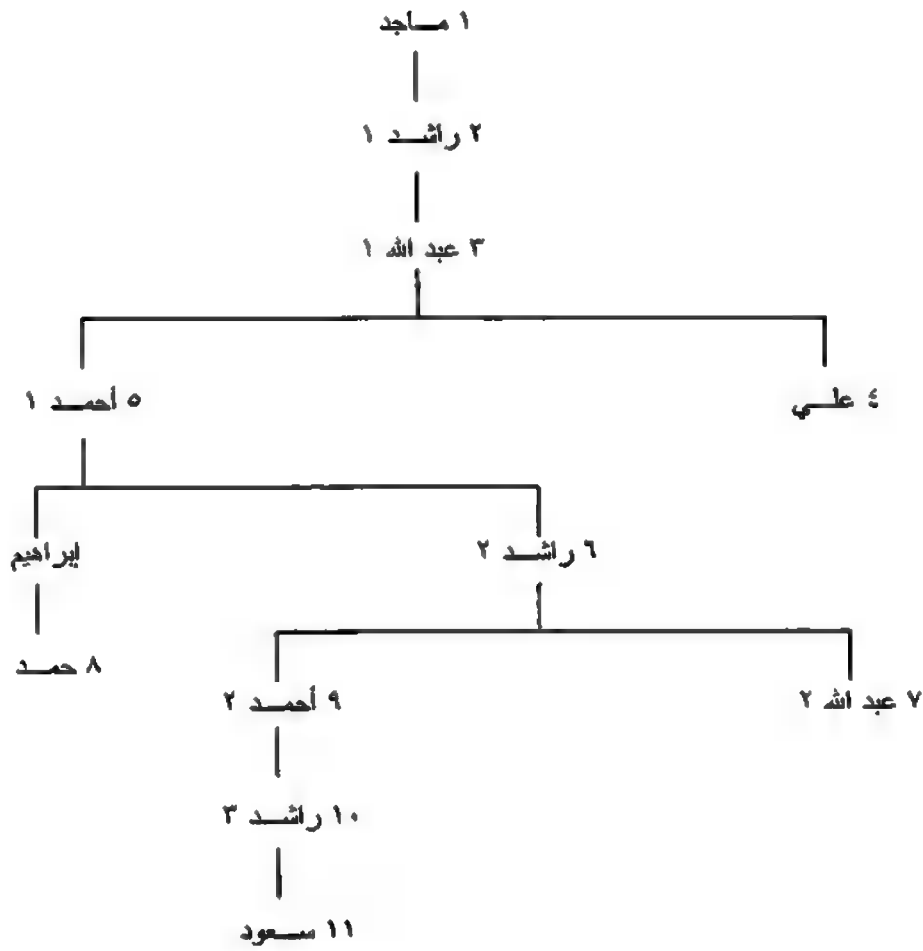 ١ مـاجد
٢ راشـد ١
٣ عبد الله ١
٤ علـي
٥ أحمـد ١
٦ راشـد ٢
ابراهيم
٧ عبد الله ٢
٨ حمـد
٩ أحمـد ٢
١٠ راشـد ٣
١١ سـعود